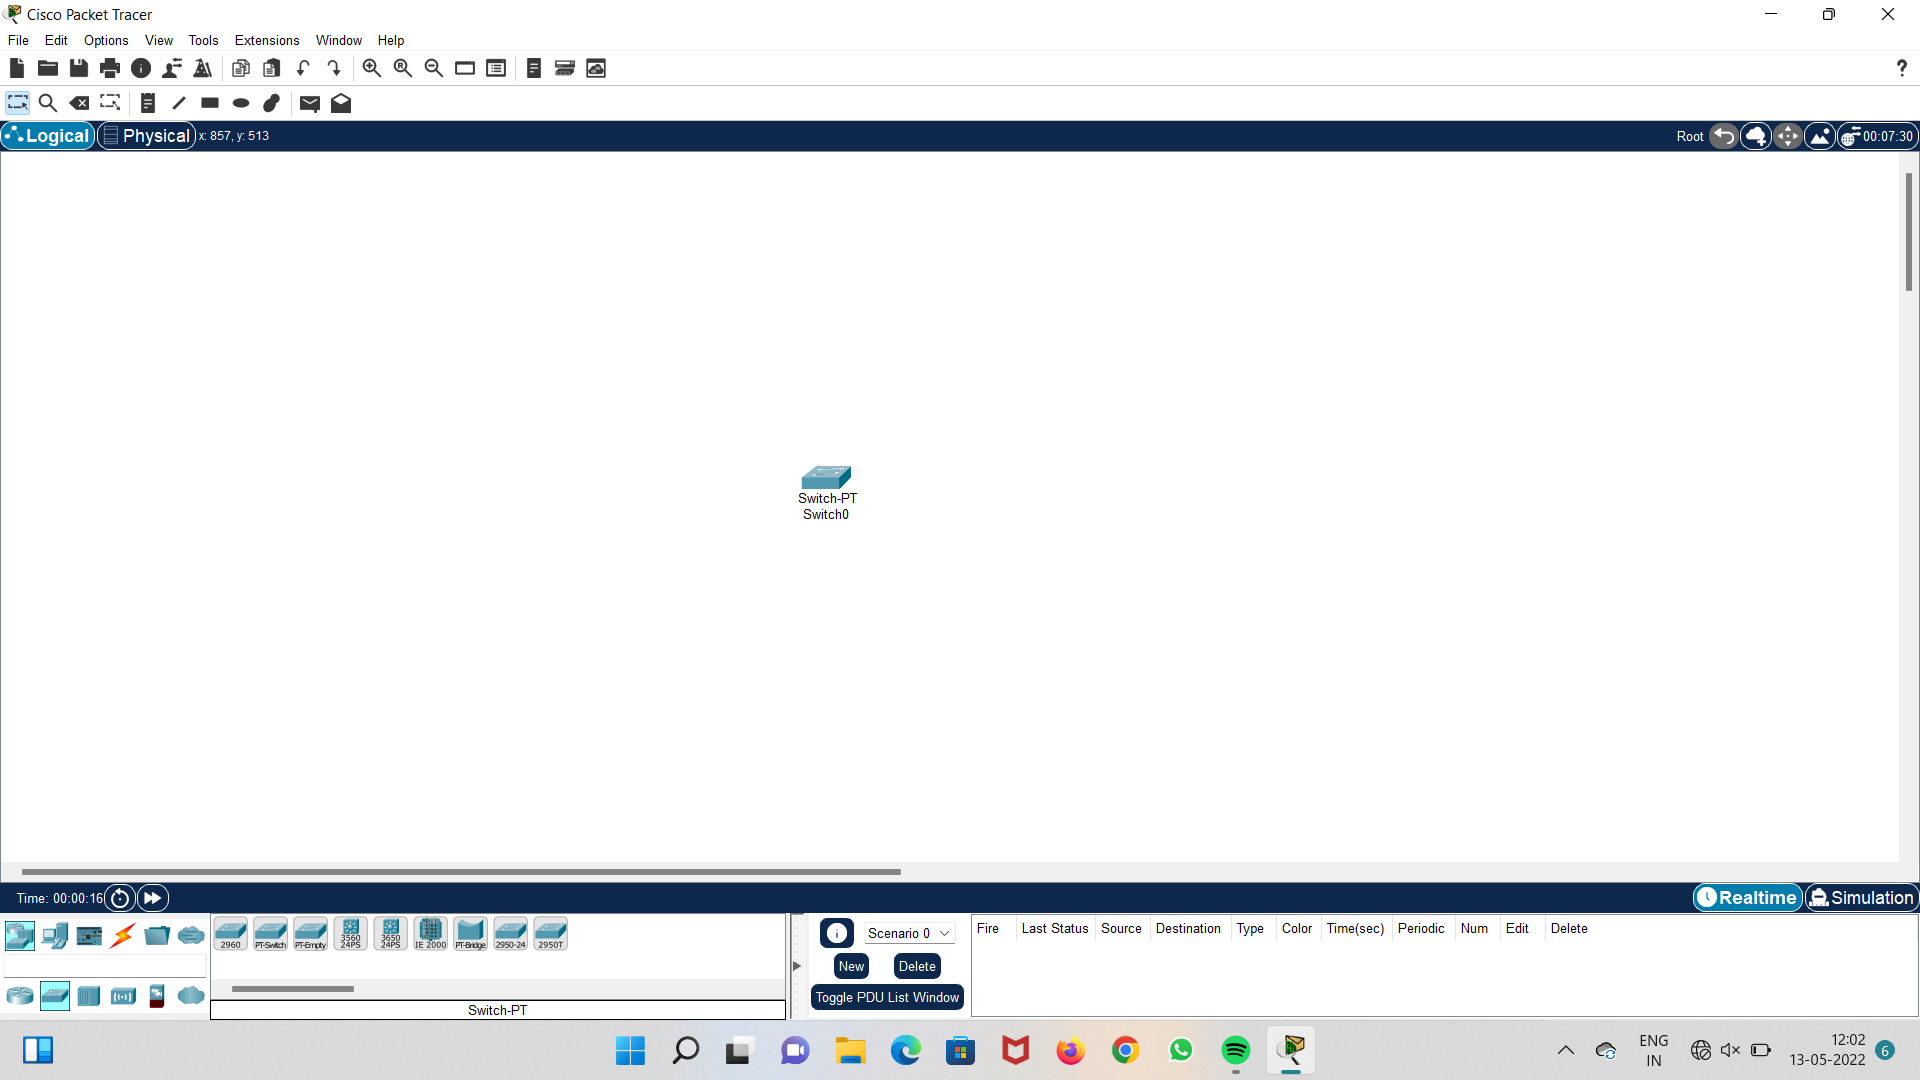 Cisco Packet Tracer
File Edit Options View Tools Extensions Window Help
?
Logical Physical x: 857, y: 513 Root 00:07:30
Switch-PT
Switch0
Time: 00:00:16 Realtime Simulation
2960 PT-Switch PT-Empty 3560 24PS 3650 24PS IE 2000 PT-Bridge 2950-24 2950T
Switch-PT
Scenario 0
New Delete
Toggle PDU List Window
Fire Last Status Source Destination Type Color Time(sec) Periodic Num Edit Delete
ENG
IN
12:02
13-05-2022
6